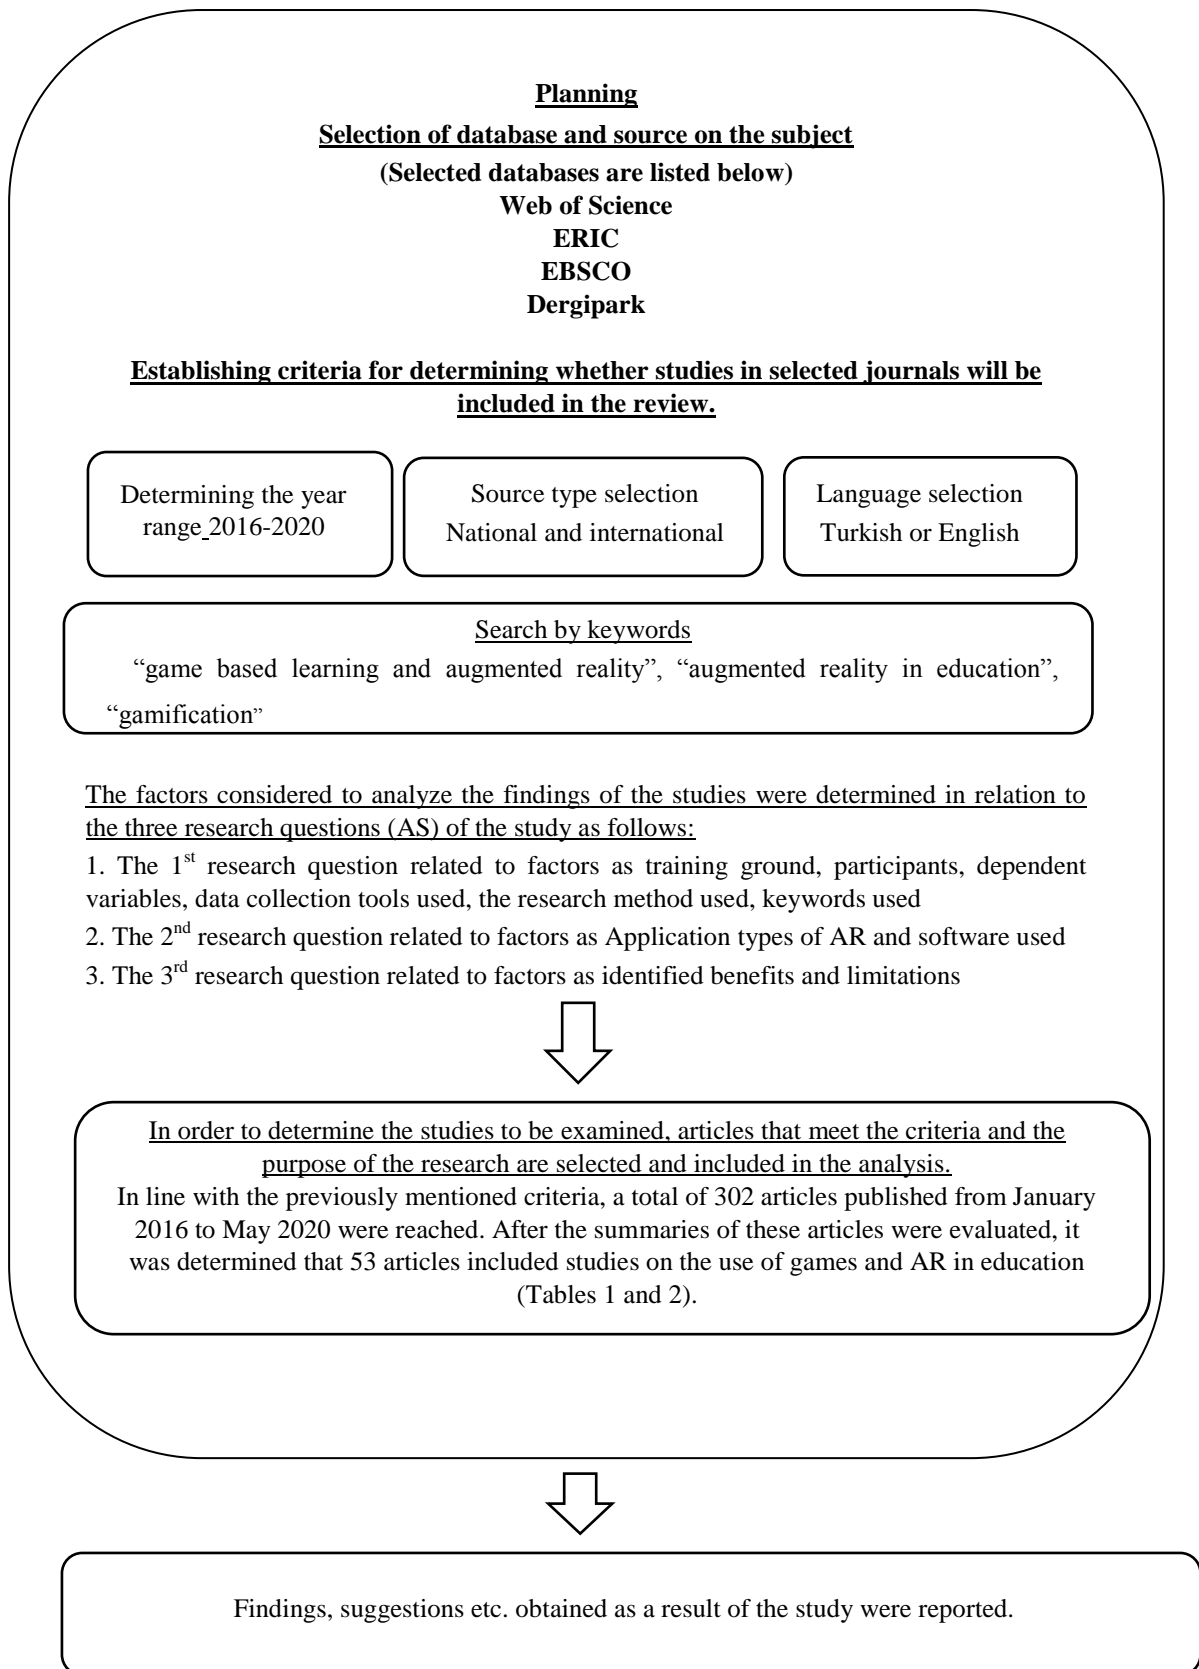 Planning
Selection of database and source on the subject
(Selected databases are listed below)
Web of Science
ERIC
EBSCO
Dergipark
Establishing criteria for determining whether studies in selected journals will be
included in the review.
Determining the year
range 2016-2020
Source type selection
National and international
Language selection
Turkish or English
Search by keywords
“game based learning and augmented reality”, “augmented reality in education”,
“gamification”
The factors considered to analyze the findings of the studies were determined in relation to
the three research questions (AS) of the study as follows:
1. The 1st research question related to factors as training ground, participants, dependent
variables, data collection tools used, the research method used, keywords used
2. The 2nd research question related to factors as Application types of AR and software used
3. The 3rd research question related to factors as identified benefits and limitations
In order to determine the studies to be examined, articles that meet the criteria and the
purpose of the research are selected and included in the analysis.
In line with the previously mentioned criteria, a total of 302 articles published from January
2016 to May 2020 were reached. After the summaries of these articles were evaluated, it
was determined that 53 articles included studies on the use of games and AR in education
(Tables 1 and 2).
Findings, suggestions etc. obtained as a result of the study were reported.